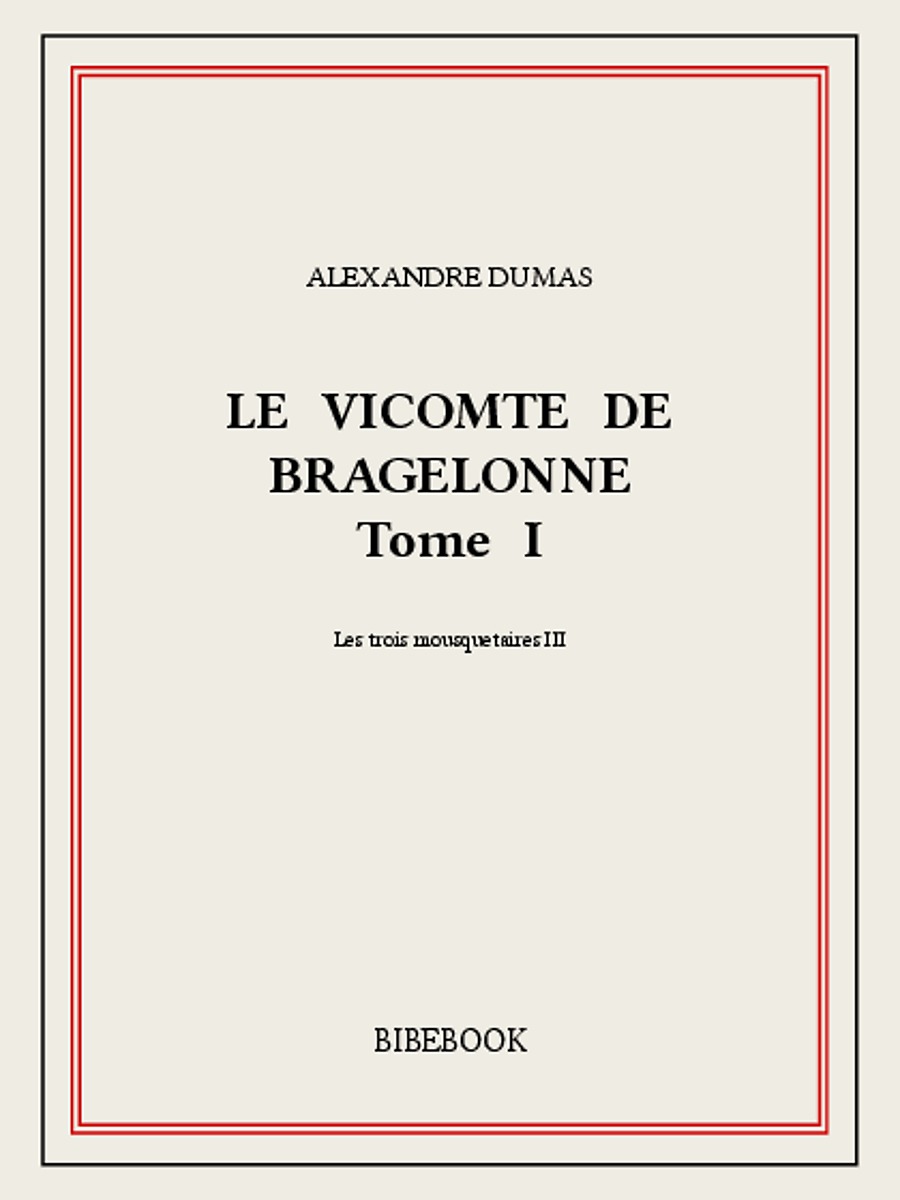 ALEXANDRE DUMAS
LE VICOMTE DE
BRAGELONNE
Tome I
Les trois mousquetaires III
BIBEBOOK